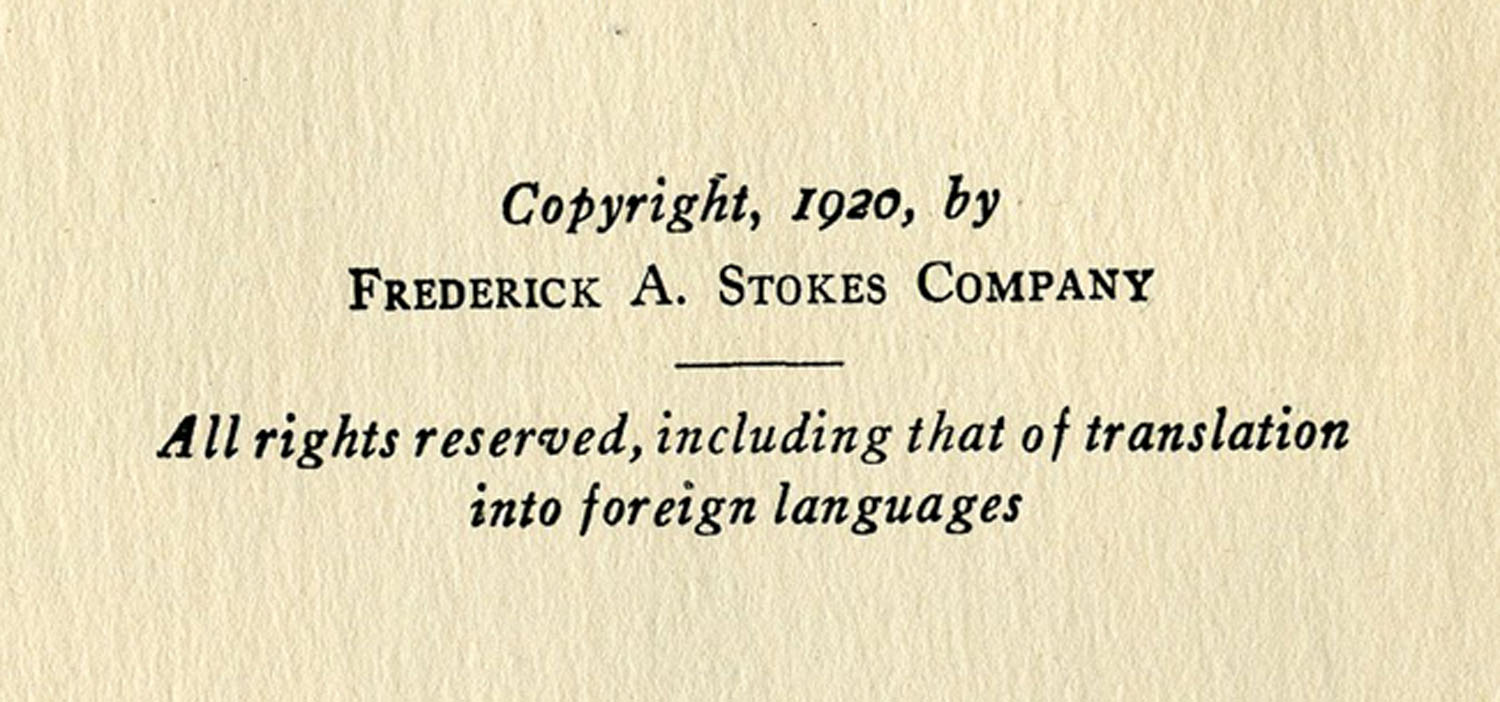 Copyright, 1920, by
FREDERICK A. STOKES COMPANY
All rights reserved, including that of translation
into foreign languages